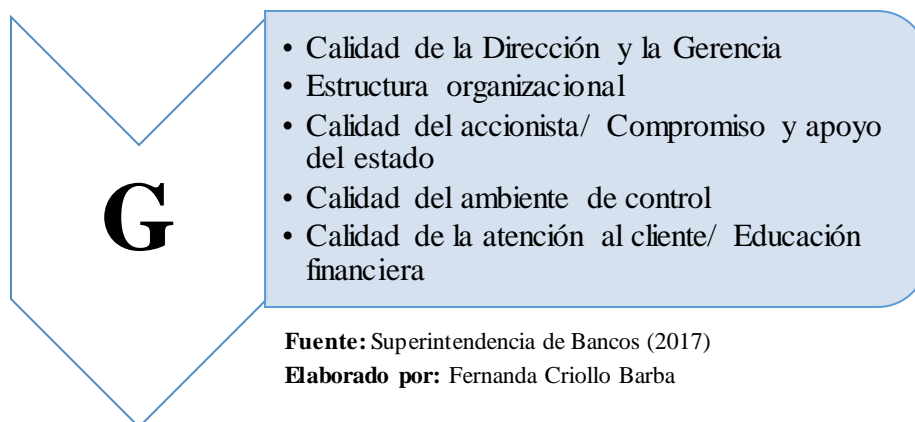 G
• Calidad de la Dirección y la Gerencia
• Estructura organizacional
• Calidad del accionista/ Compromiso y apoyo
del estado
• Calidad del ambiente de control
• Calidad de la atención al cliente/ Educación
financiera
Fuente: Superintendencia de Bancos (2017)
Elaborado por: Fernanda Criollo Barba